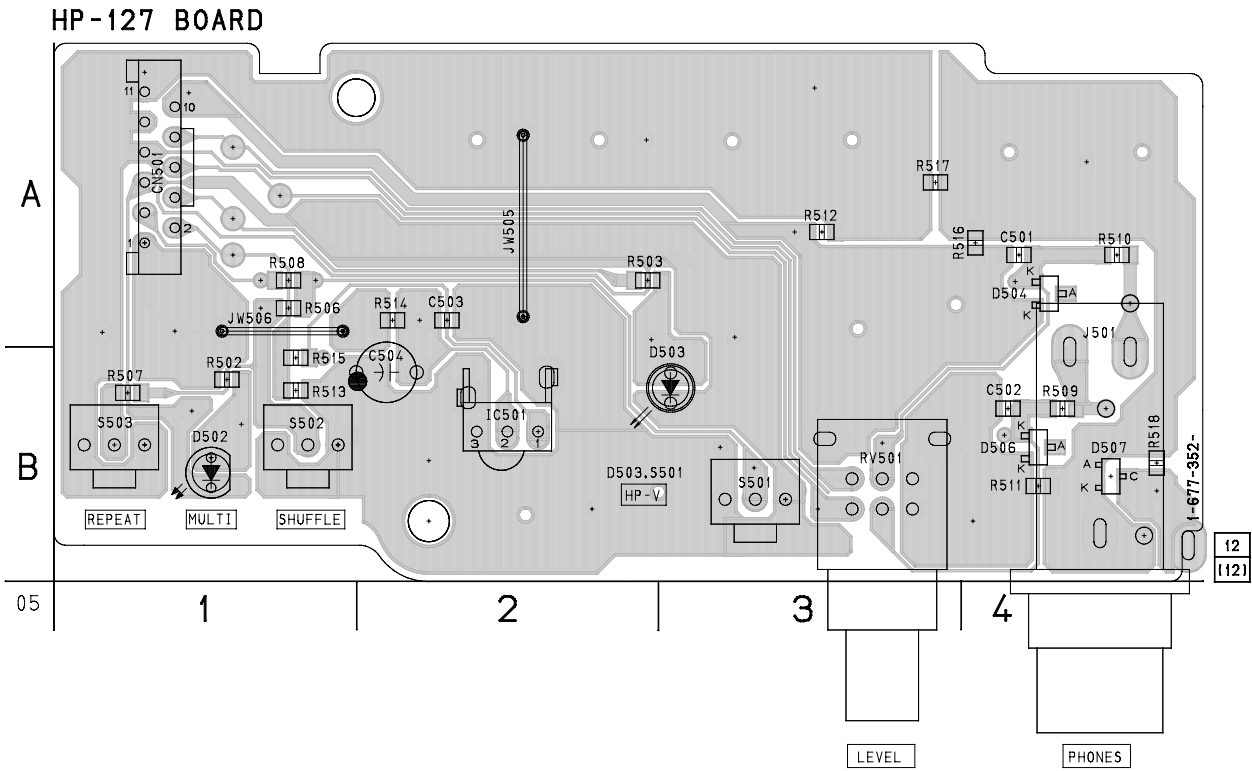 HP-127 BOARD
11
10
CN501
A
R517
2
1
JW505
R512
R516
C501
R510
R508
R503
K
D504
A
K
R506
R514
C503
JW506
J501
R515
C504
D503
R502
R507
R513
C502
R509
S503
S502
IC501
3 2 1
R518
D502
K
D506
A
K
D507
A
C
K
B
RV501
D503,S501
HP-V
S501
R511
1-677-352-
REPEAT
MULTI
SHUFFLE
12
(12)
05
1
2
3
4
LEVEL
PHONES